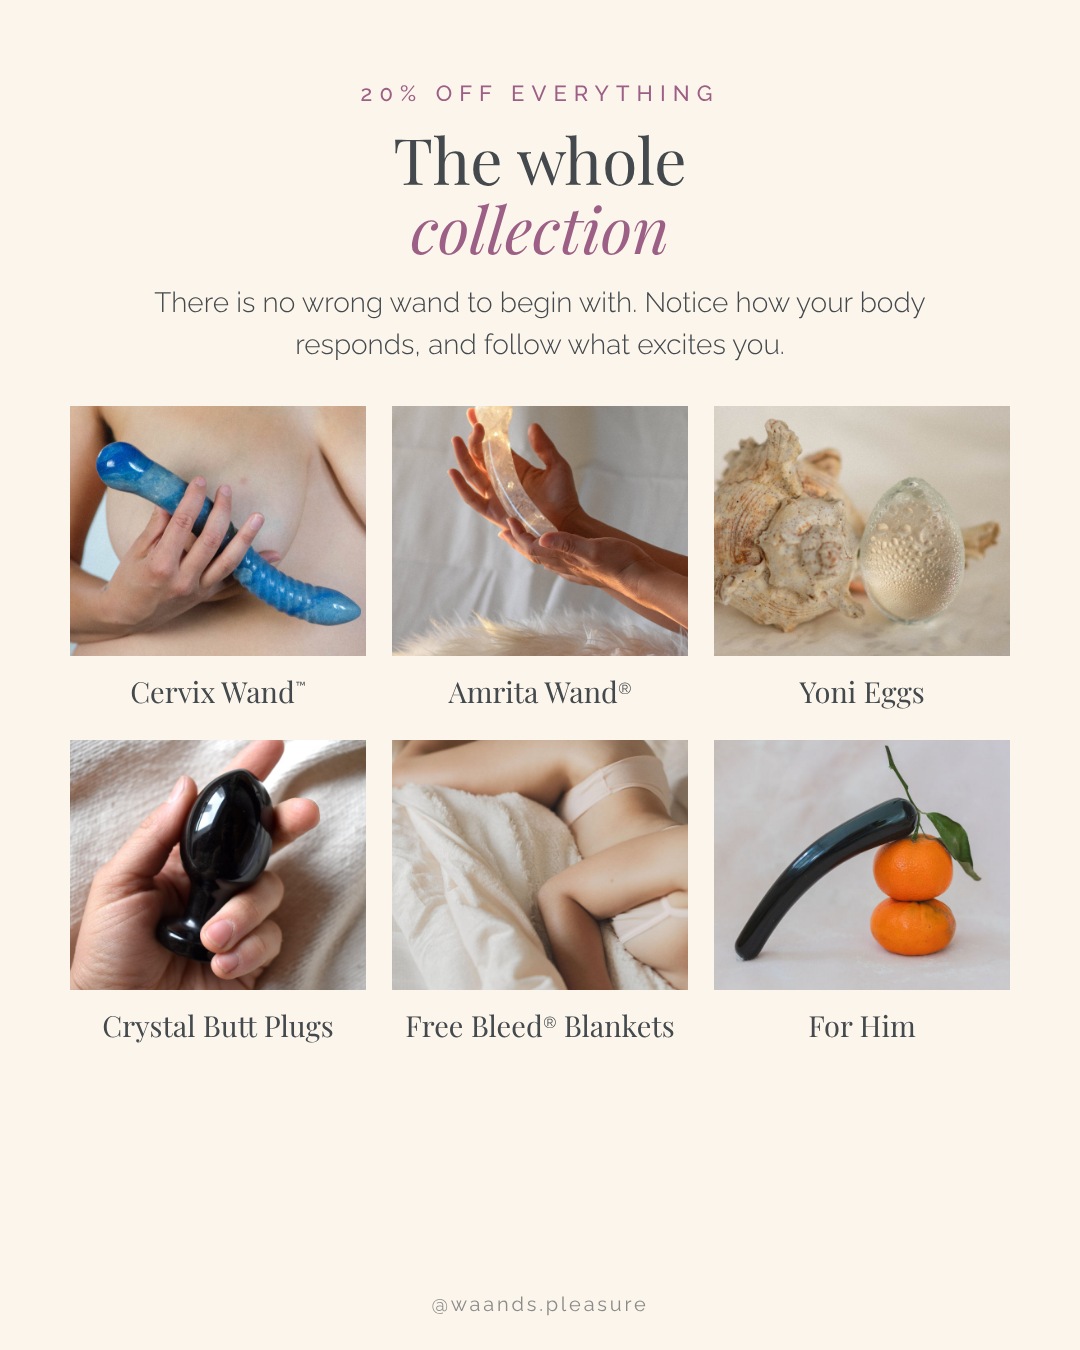 20% OFF EVERYTHING
The whole
collection
There is no wrong wand to begin with. Notice how your body
responds, and follow what excites you.
Cervix Wand™
Amrita Wand®
Yoni Eggs
Crystal Butt Plugs
Free Bleed® Blankets
For Him
@waands.pleasure